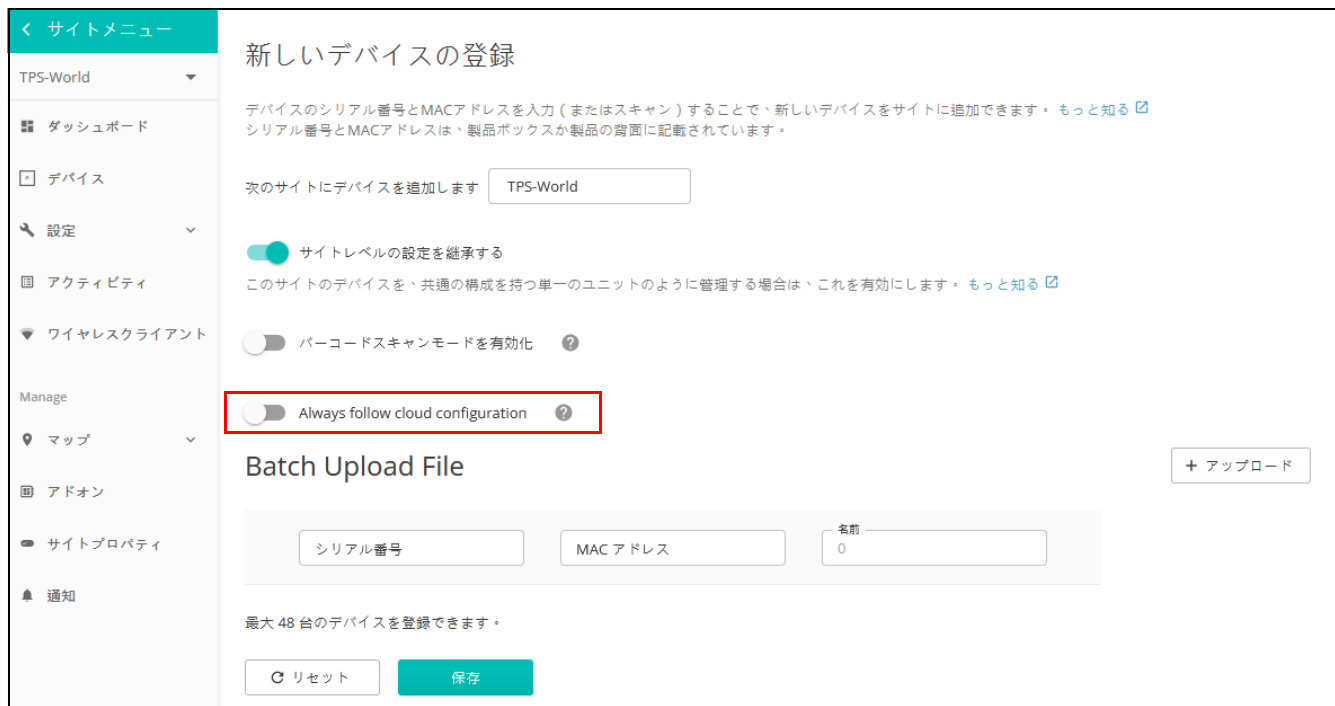 サイトメニュー
TPS-World
ダッシュボード
デバイス
設定
アクティビティ
ワイヤレスクライアント
Manage
マップ
アドオン
サイトプロパティ
通知
新しいデバイスの登録
デバイスのシリアル番号とMACアドレスを入力（またはスキャン）することで、新しいデバイスをサイトに追加できます。 もっと知る
シリアル番号とMACアドレスは、製品ボックスか製品の背面に記載されています。
次のサイトにデバイスを追加します TPS-World
サイトレベルの設定を継承する
このサイトのデバイスを、共通の構成を持つ単一のユニットのように管理する場合は、これを有効にします。 もっと知る
バーコードスキャンモードを有効化 ?
Always follow cloud configuration ?
Batch Upload File + アップロード
名前
シリアル番号 MAC アドレス 0
最大 48 台のデバイスを登録できます。
リセット 保存